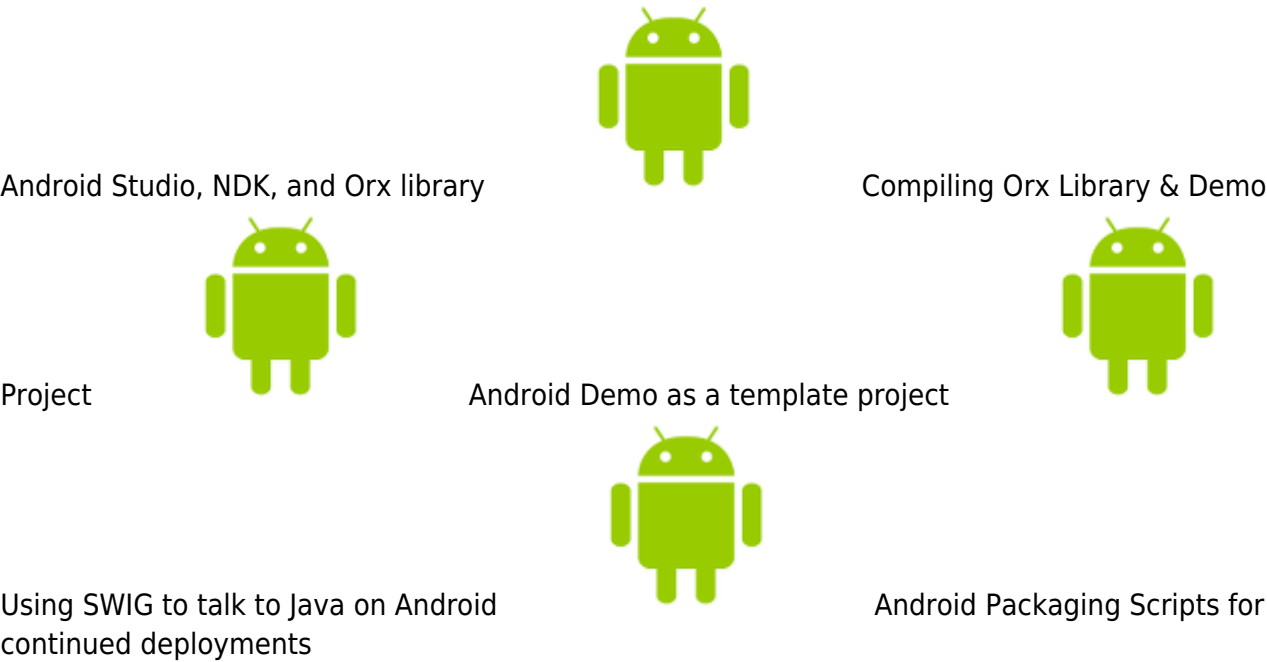 Android Studio, NDK, and Orx library Compiling Orx Library & Demo
Project Android Demo as a template project
Using SWIG to talk to Java on Android Android Packaging Scripts for
continued deployments